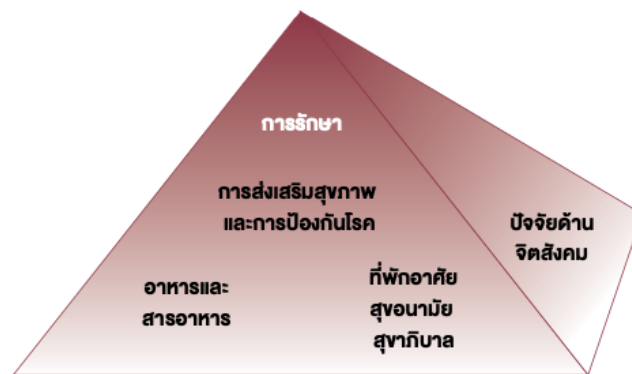 การรักษา
การส่งเสริมสุขภาพ
และการป้องกันโรค
ปัจจัยด้าน
จิตสังคม
อาหารและ
สารอาหาร
ที่พักอาศัย
สุขอนามัย
สุขาภิบาล